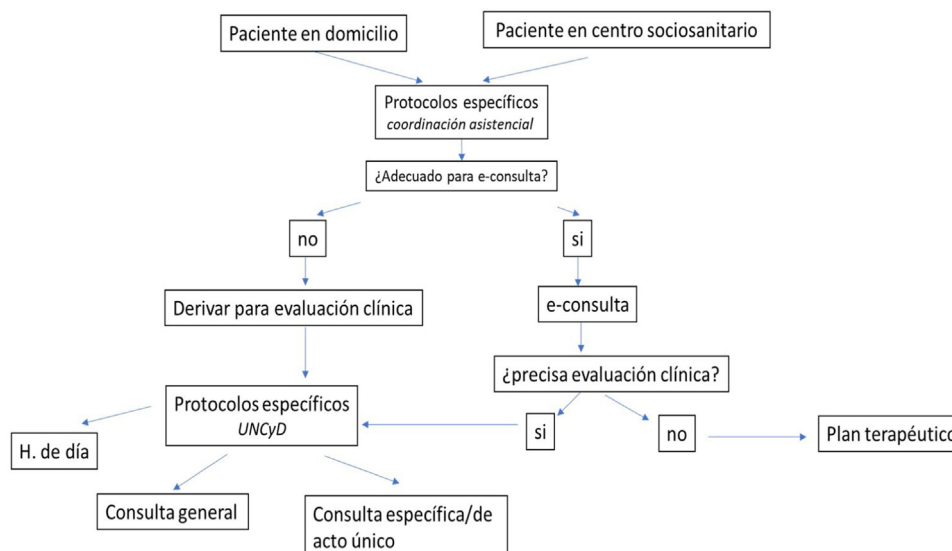 Paciente en domicilio
Paciente en centro sociosanitario
Protocolos específicos
coordinación asistencial
¿Adecuado para e-consulta?
no
si
Derivar para evaluación clínica
e-consulta
¿precisa evaluación clínica?
Protocolos específicos
UNCyD
si
no
Plan terapéutico
H. de día
Consulta general
Consulta específica/de
acto único